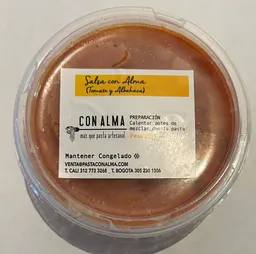 Salsa con Alma
(Tomate y Albahaca)
CON ALMA
más que pasta artesanal
PREPARACIÓN
Calentar antes de
mezclar con la pasta
Mantener Congelado
VENTA@PASTACONALMA.COM
T. CALI 312 773 3268 , T. BOGOTA 305 230 1306